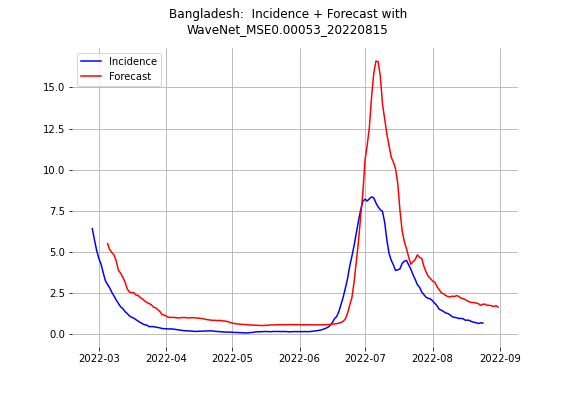 Bangladesh:  Incidence + Forecast with
WaveNet_MSE0.00053_20220815
Incidence
Forecast
15.0
12.5
10.0
7.5
5.0
2.5
0.0
2022-03 2022-04 2022-05 2022-06 2022-07 2022-08 2022-09